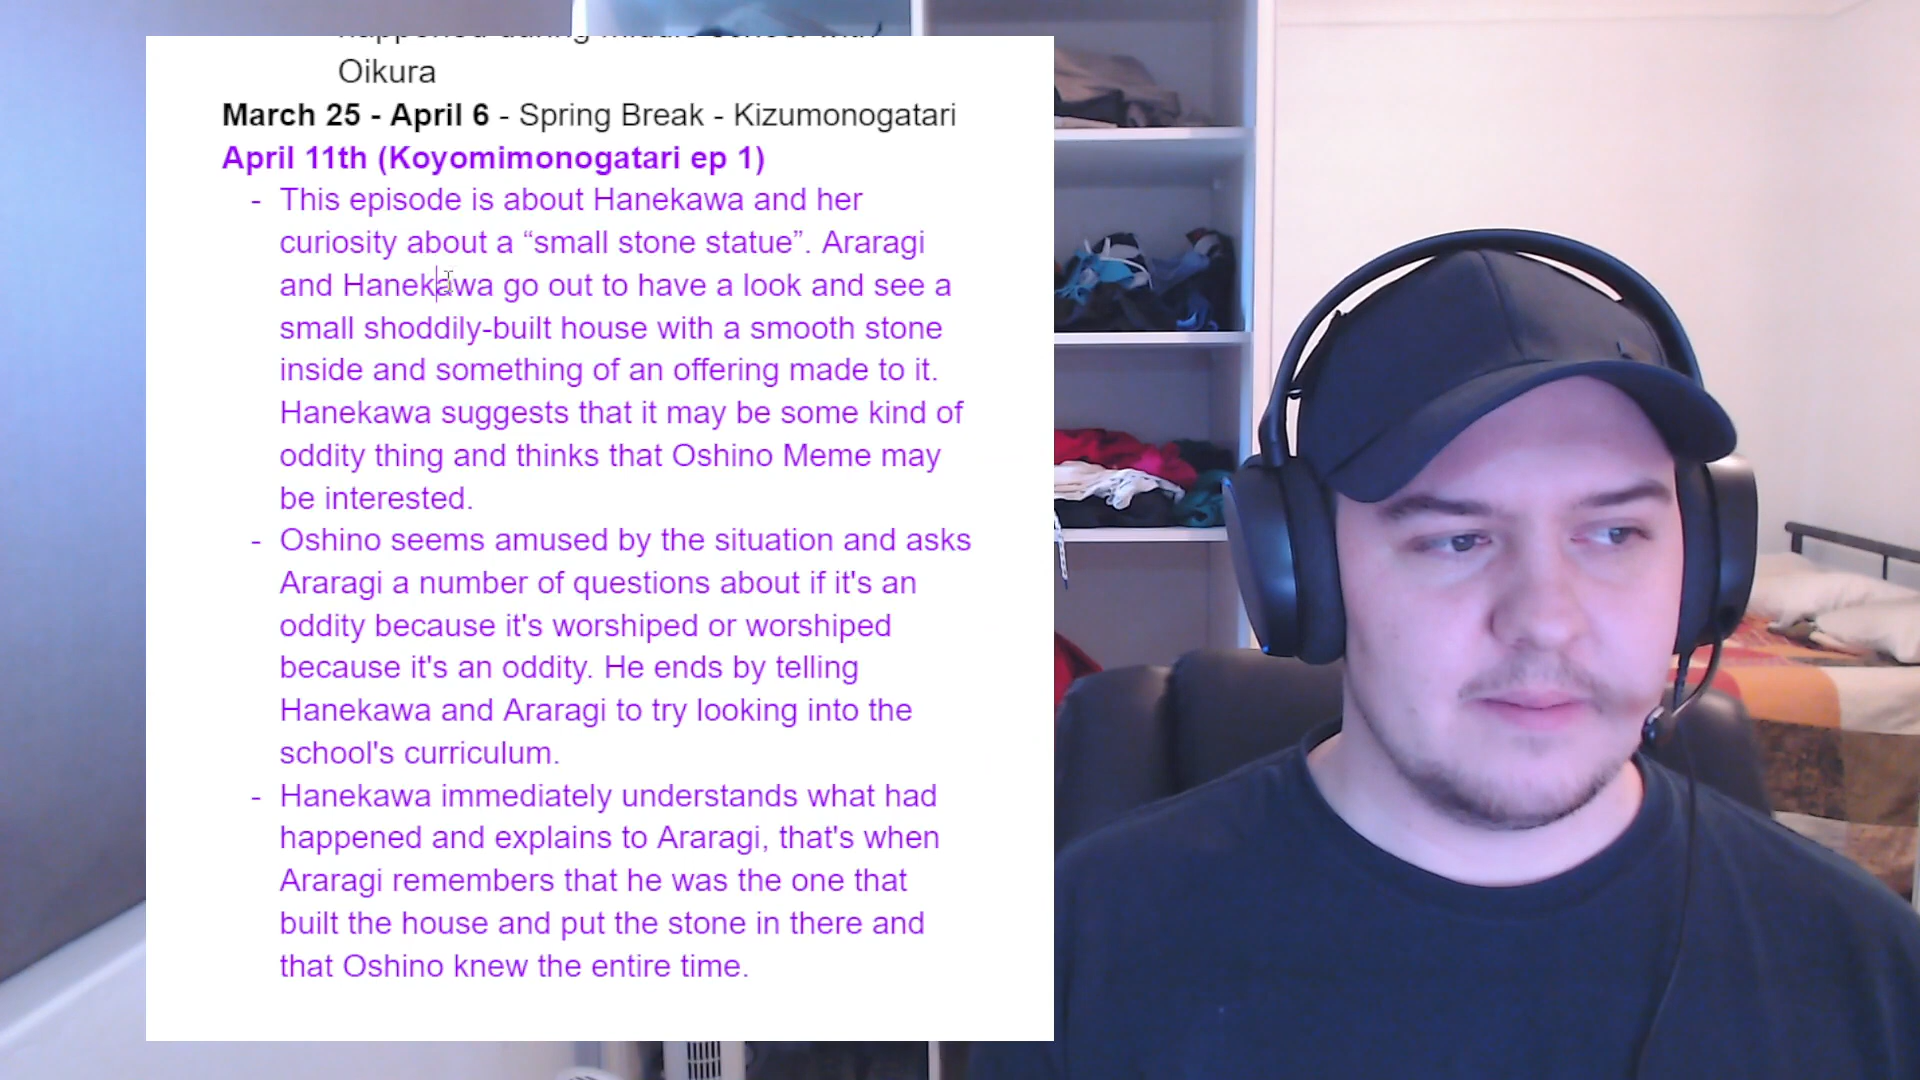 happened during middle school with
Oikura
March 25 - April 6 - Spring Break - Kizumonogatari
April 11th (Koyomimonogatari ep 1)
- This episode is about Hanekawa and her
curiosity about a “small stone statue”. Araragi
and Hanekawa go out to have a look and see a
small shoddily-built house with a smooth stone
inside and something of an offering made to it.
Hanekawa suggests that it may be some kind of
oddity thing and thinks that Oshino Meme may
be interested.
- Oshino seems amused by the situation and asks
Araragi a number of questions about if it's an
oddity because it's worshiped or worshiped
because it's an oddity. He ends by telling
Hanekawa and Araragi to try looking into the
school's curriculum.
- Hanekawa immediately understands what had
happened and explains to Araragi, that's when
Araragi remembers that he was the one that
built the house and put the stone in there and
that Oshino knew the entire time.